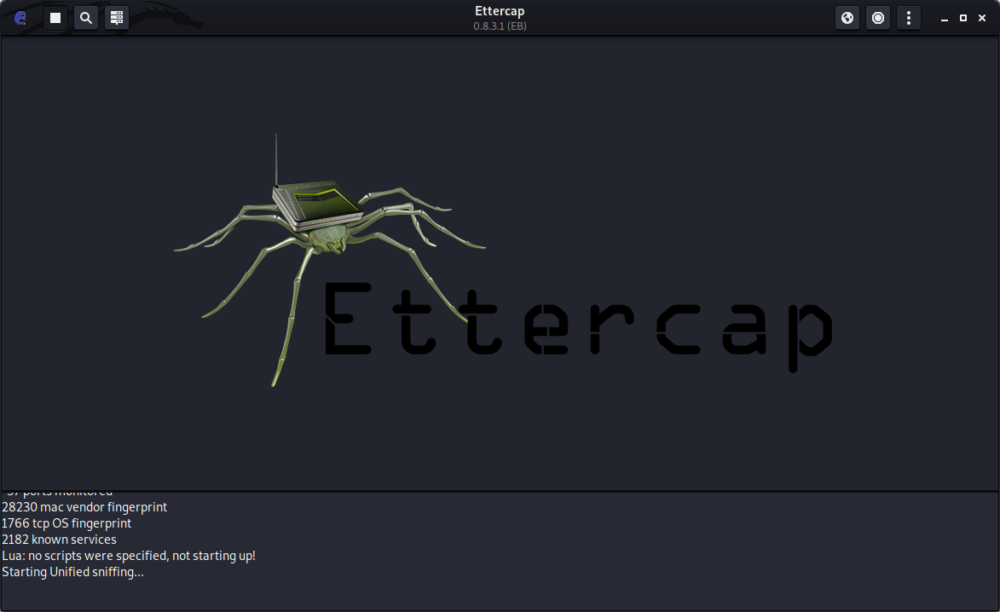 Ettercap
0.8.3.1 (EB)
Ettercap
57 ports monitored
28230 mac vendor fingerprint
1766 tcp OS fingerprint
2182 known services
Lua: no scripts were specified, not starting up!
Starting Unified sniffing...